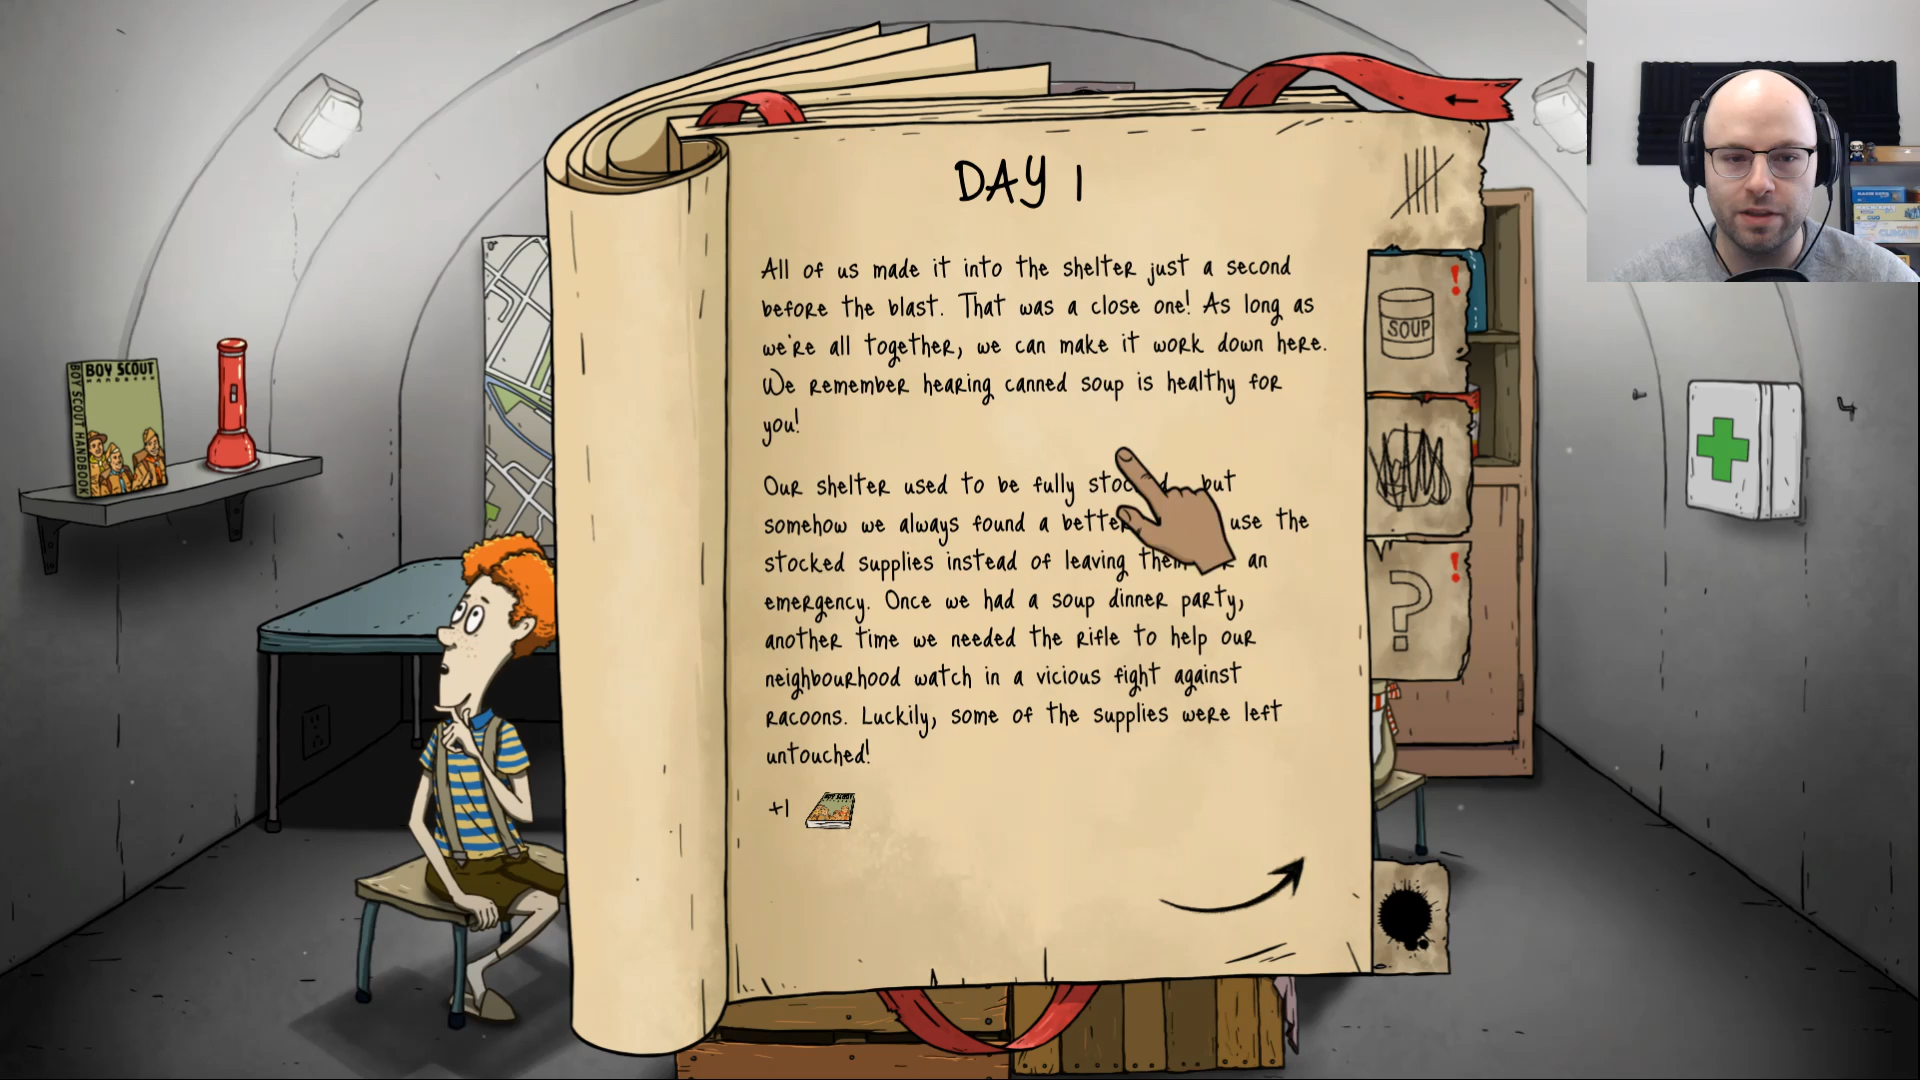 DAY 1
All of us made it into the shelter just a second
before the blast. That was a close one! As long as
we're all together, we can make it work down here.
We remember hearing canned soup is healthy for
you!
Our shelter used to be fully but
somehow we always found a better use the
stocked supplies instead of leaving an
emergency. Once we had a soup dinner party,
another time we needed the rifle to help our
neighbourhood watch in a vicious fight against
racoons. Luckily, some of the supplies were left
untouched!
+1
BOY SCOUT
HANDBOOK
BOY SCOUT HANDBOOK
BOY SCOUT
!
SOUP
!
?